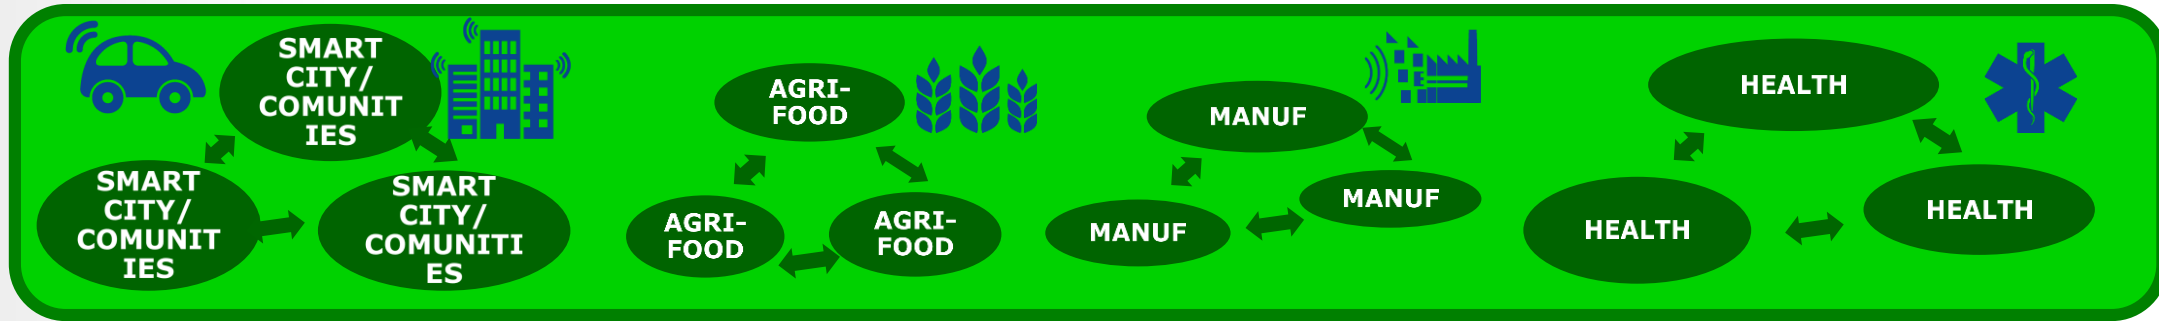 SMART
CITY/
COMUNIT
IES
SMART
CITY/
COMUNIT
IES
SMART
CITY/
COMUNITI
ES
AGRI-
FOOD
AGRI-
FOOD
AGRI-
FOOD
MANUF
MANUF
MANUF
HEALTH
HEALTH
HEALTH